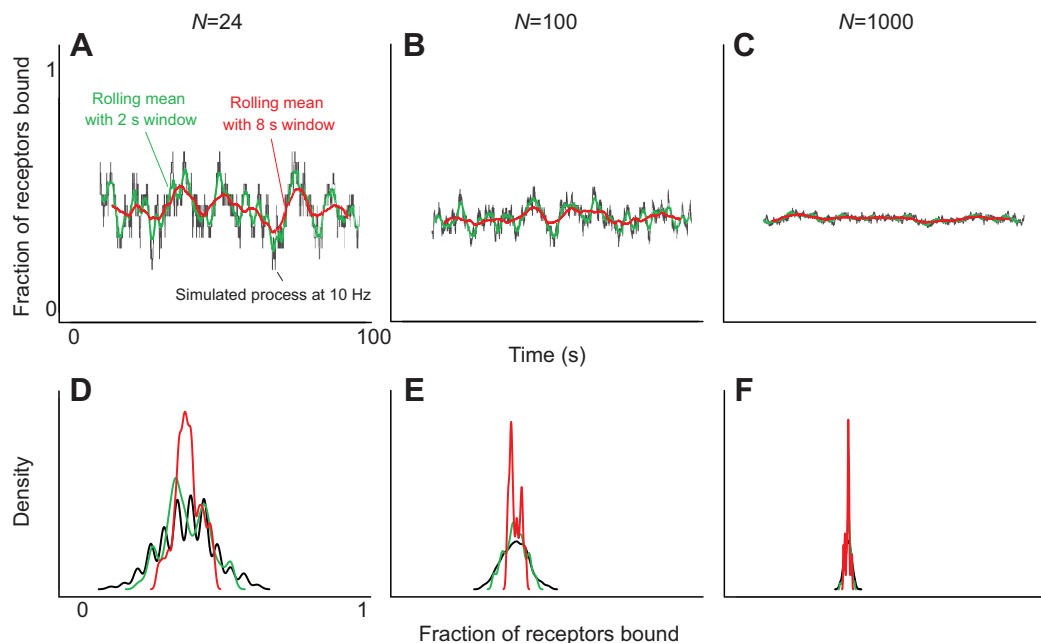 N=24
N=100
N=1000
A
B
C
Fraction of receptors bound
1
0
Rolling mean
with 2 s window
Rolling mean
with 8 s window
Simulated process at 10 Hz
0
100
Time (s)
D
E
F
Density
0
1
Fraction of receptors bound